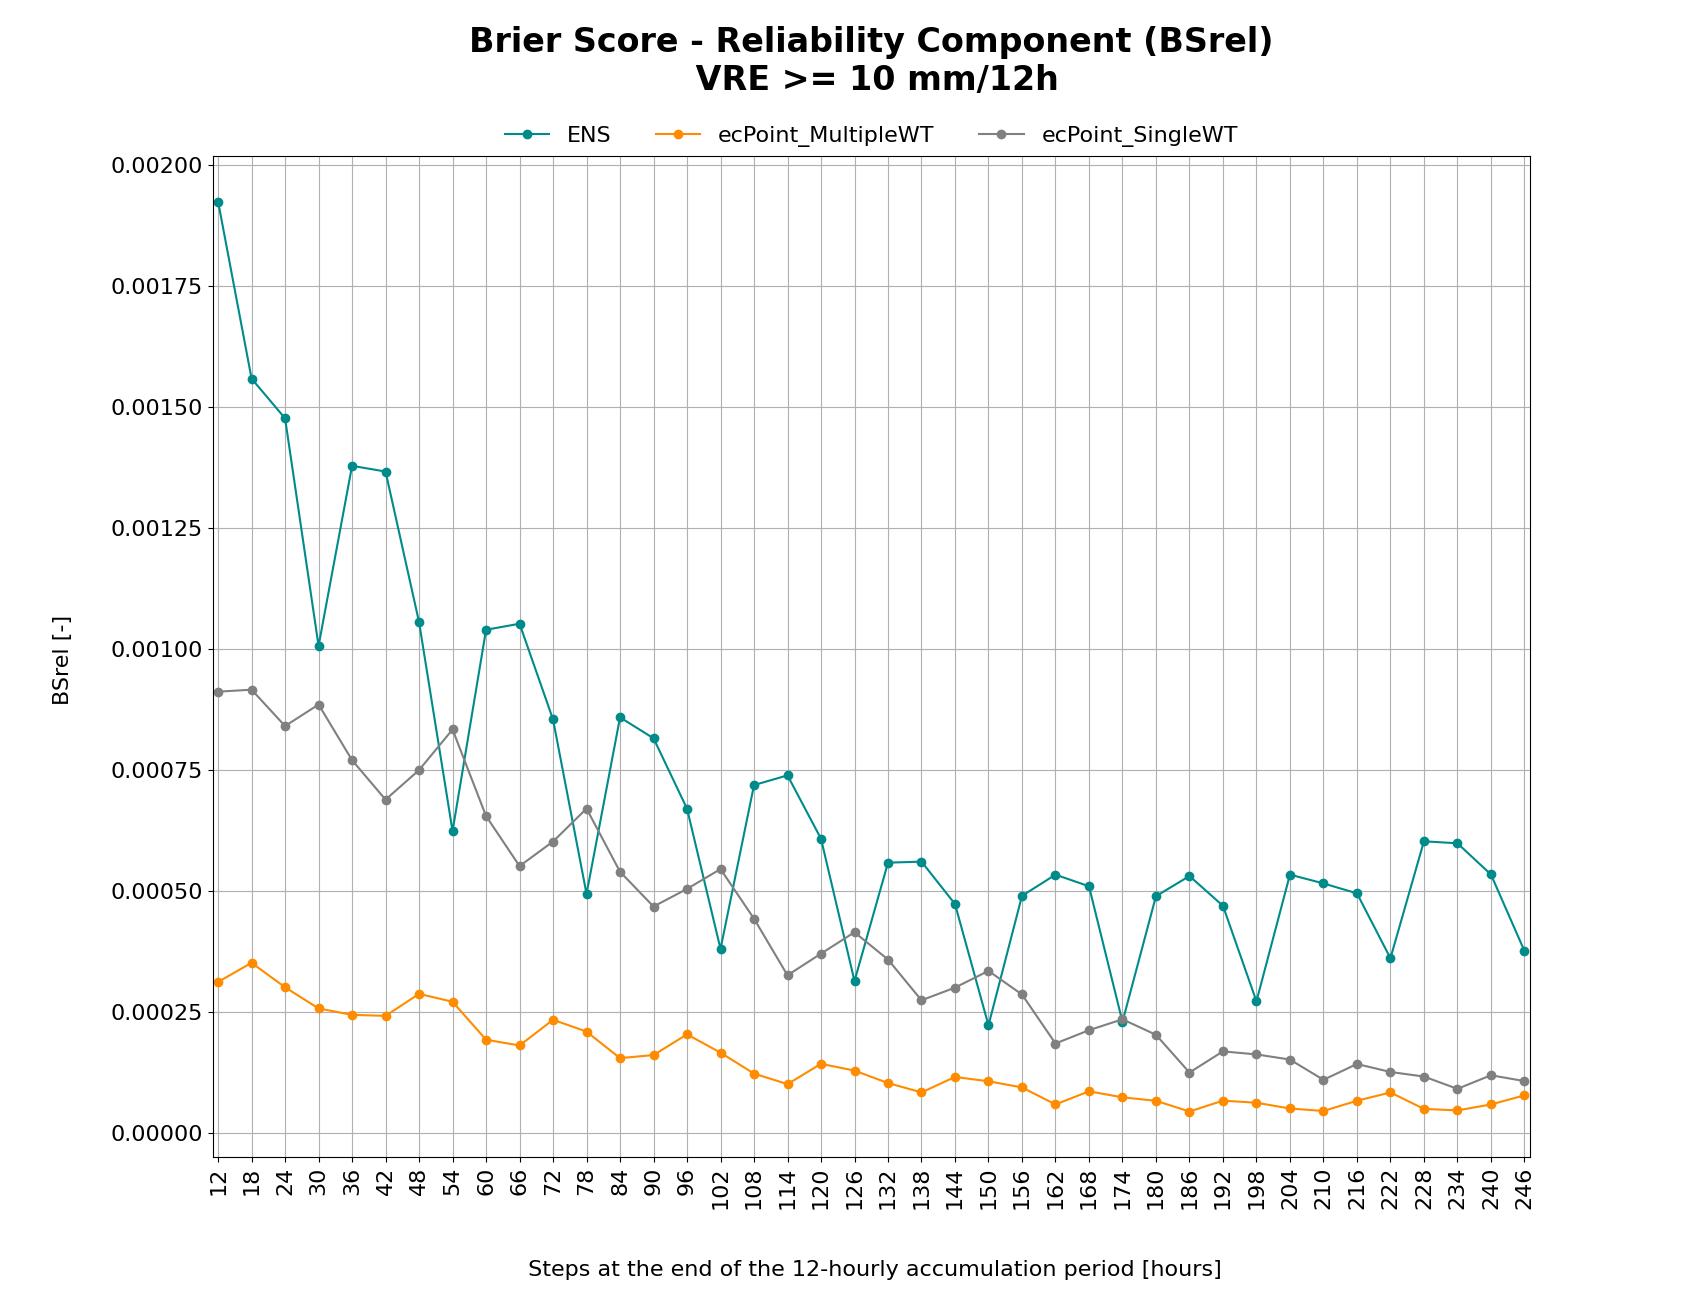 Brier Score - Reliability Component (BSrel)
VRE >= 10 mm/12h
ENS ecPoint_MultipleWT ecPoint_SingleWT
0.00200
0.00175
0.00150
0.00125
0.00100
0.00075
0.00050
0.00025
0.00000
BSrel [-]
12 18 24 30 36 42 48 54 60 66 72 78 84 90 96 102 108 114 120 126 132 138 144 150 156 162 168 174 180 186 192 198 204 210 216 222 228 234 240 246
Steps at the end of the 12-hourly accumulation period [hours]